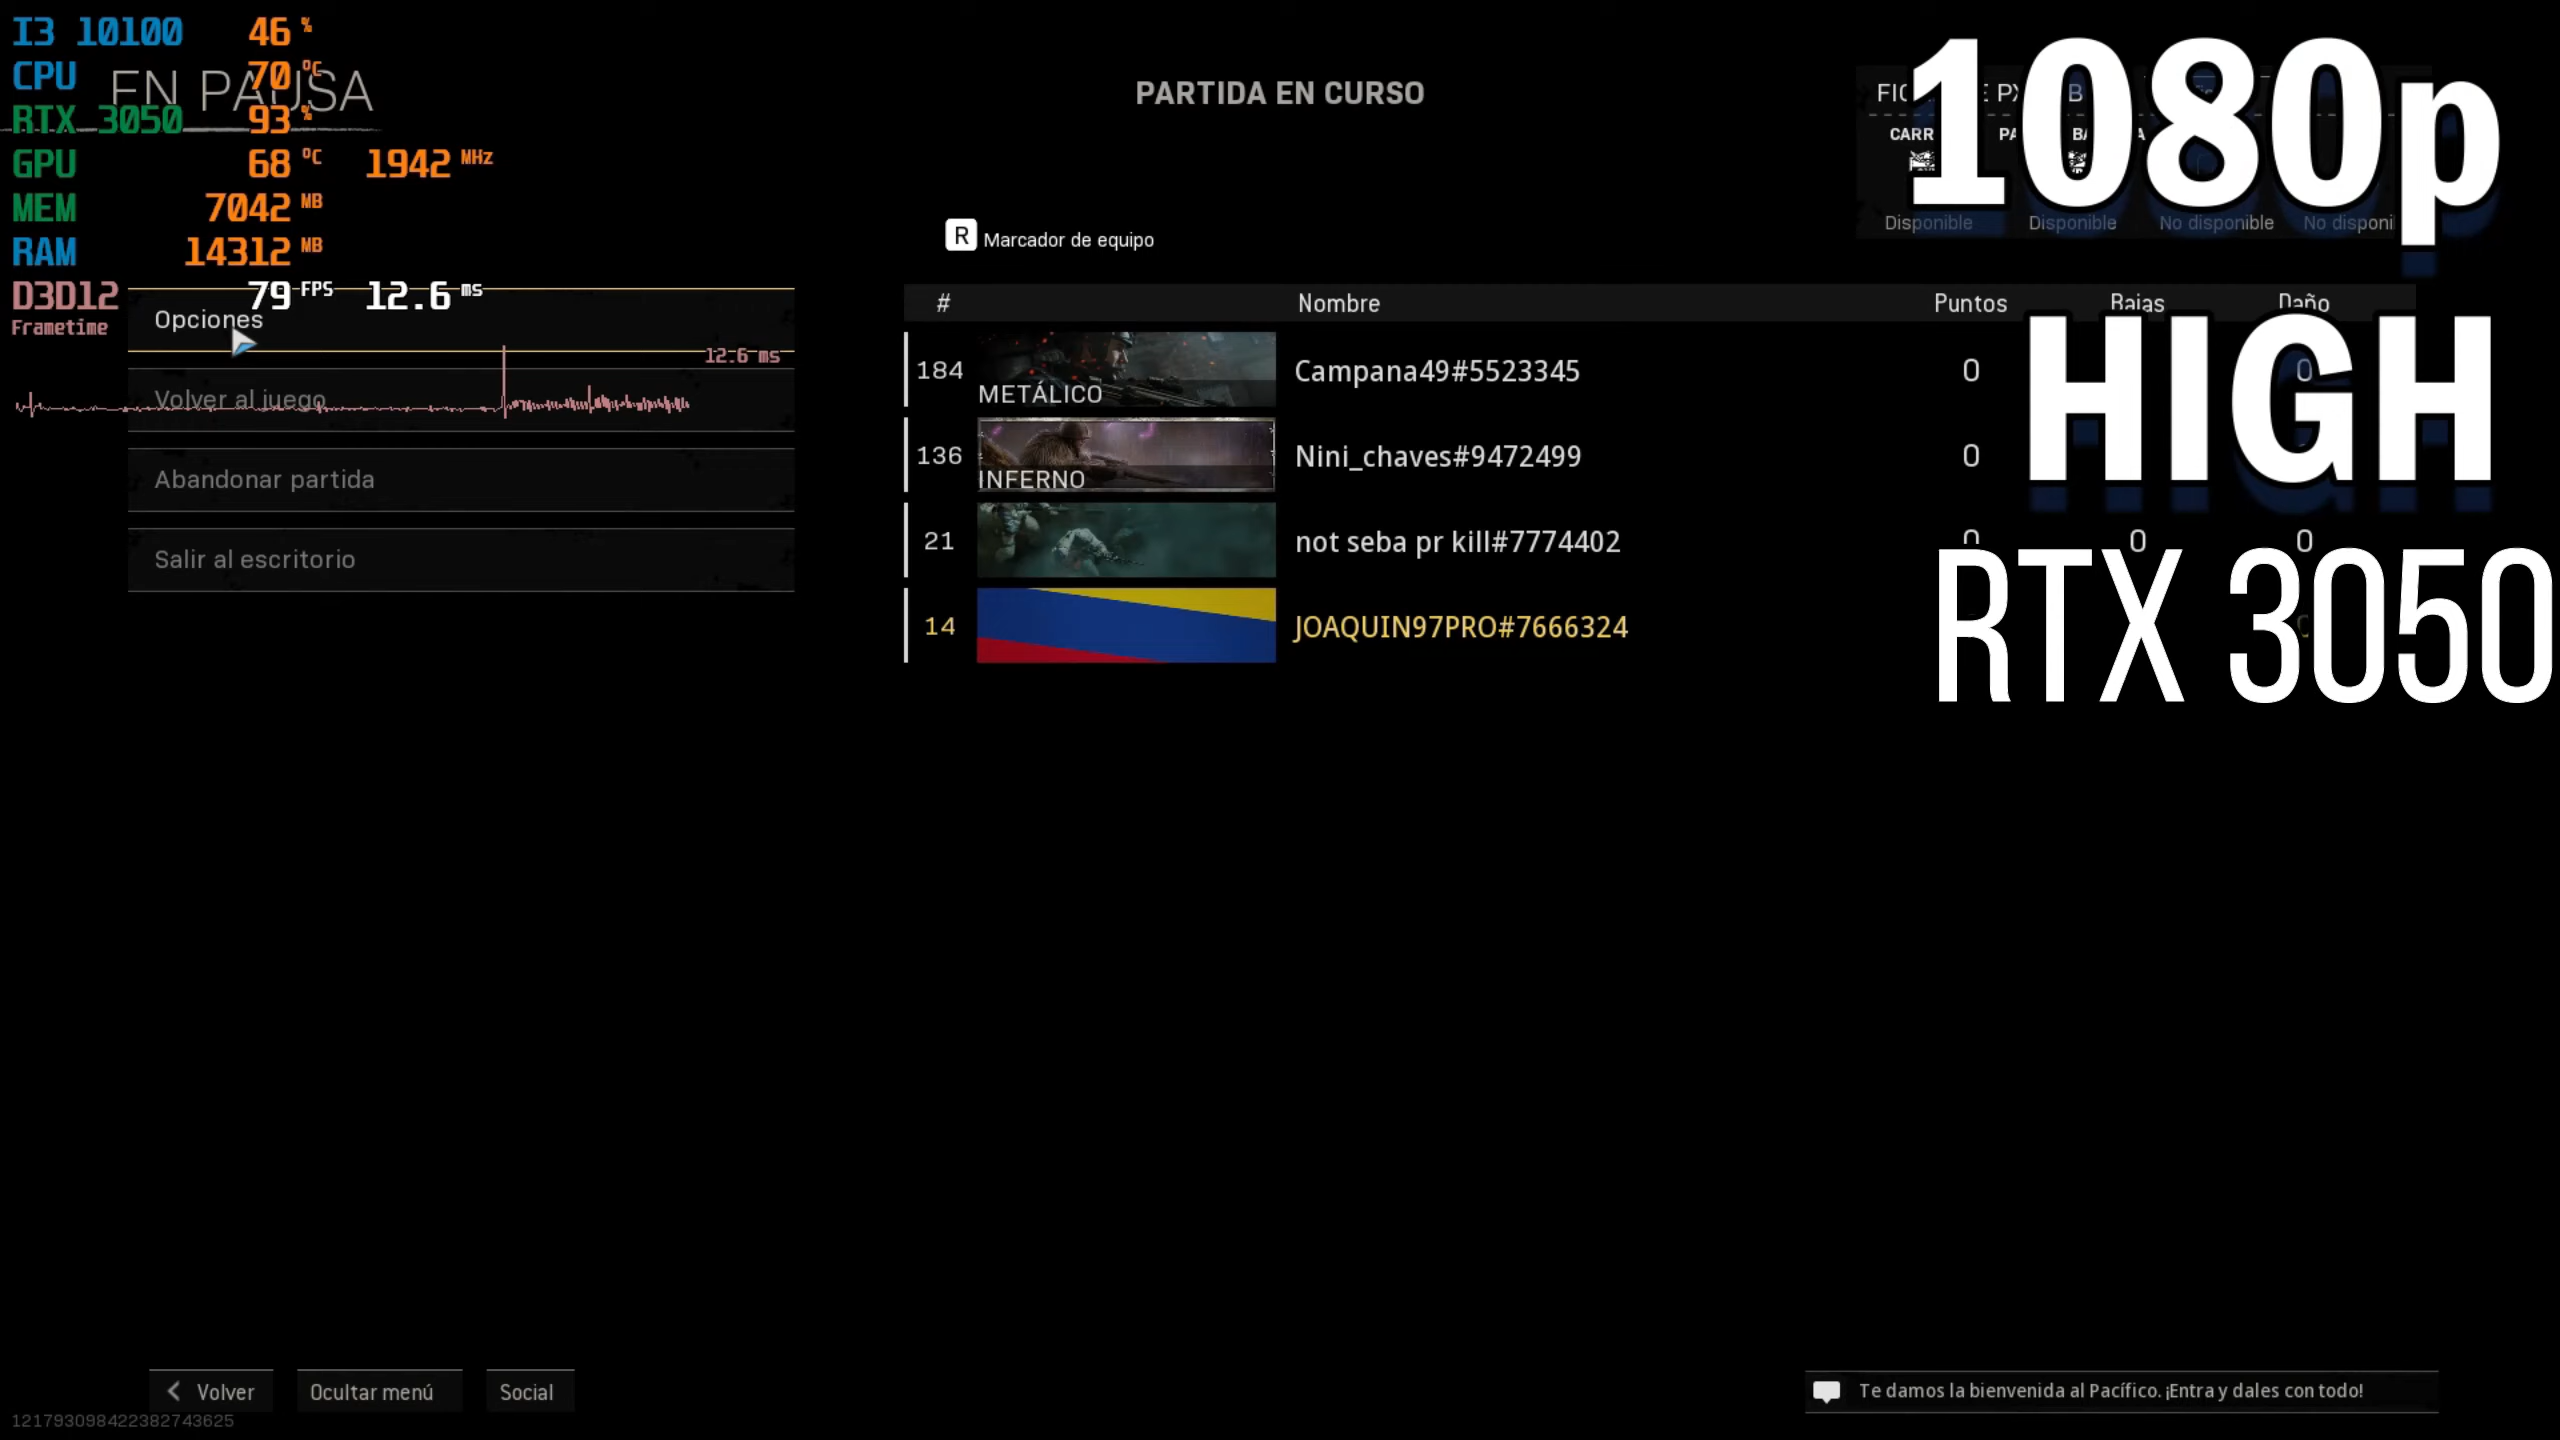 I3 10100 46 %
CPU 70 °C
EN PAUSA
RTX 3050 93 %
GPU 68 °C 1942 MHz
MEM 7042 MB
RAM 14312 MB
D3D12 79 FPS 12.6 ms
Frametime
12.6 ms
Opciones
Volver al juego
Abandonar partida
Salir al escritorio
PARTIDA EN CURSO
R Marcador de equipo
# Nombre Puntos Bajas Daño
184 METÁLICO Campana49#5523345 0 0
136 INFERNO Nini_chaves#9472499 0
21 not seba pr kill#7774402 0 0 0
14 JOAQUIN97PRO#7666324
Disponible Disponible No disponible
1080p
HIGH
RTX 3050
Volver Ocultar menú Social
Te damos la bienvenida al Pacífico. ¡Entra y dales con todo!
121793098422382743625